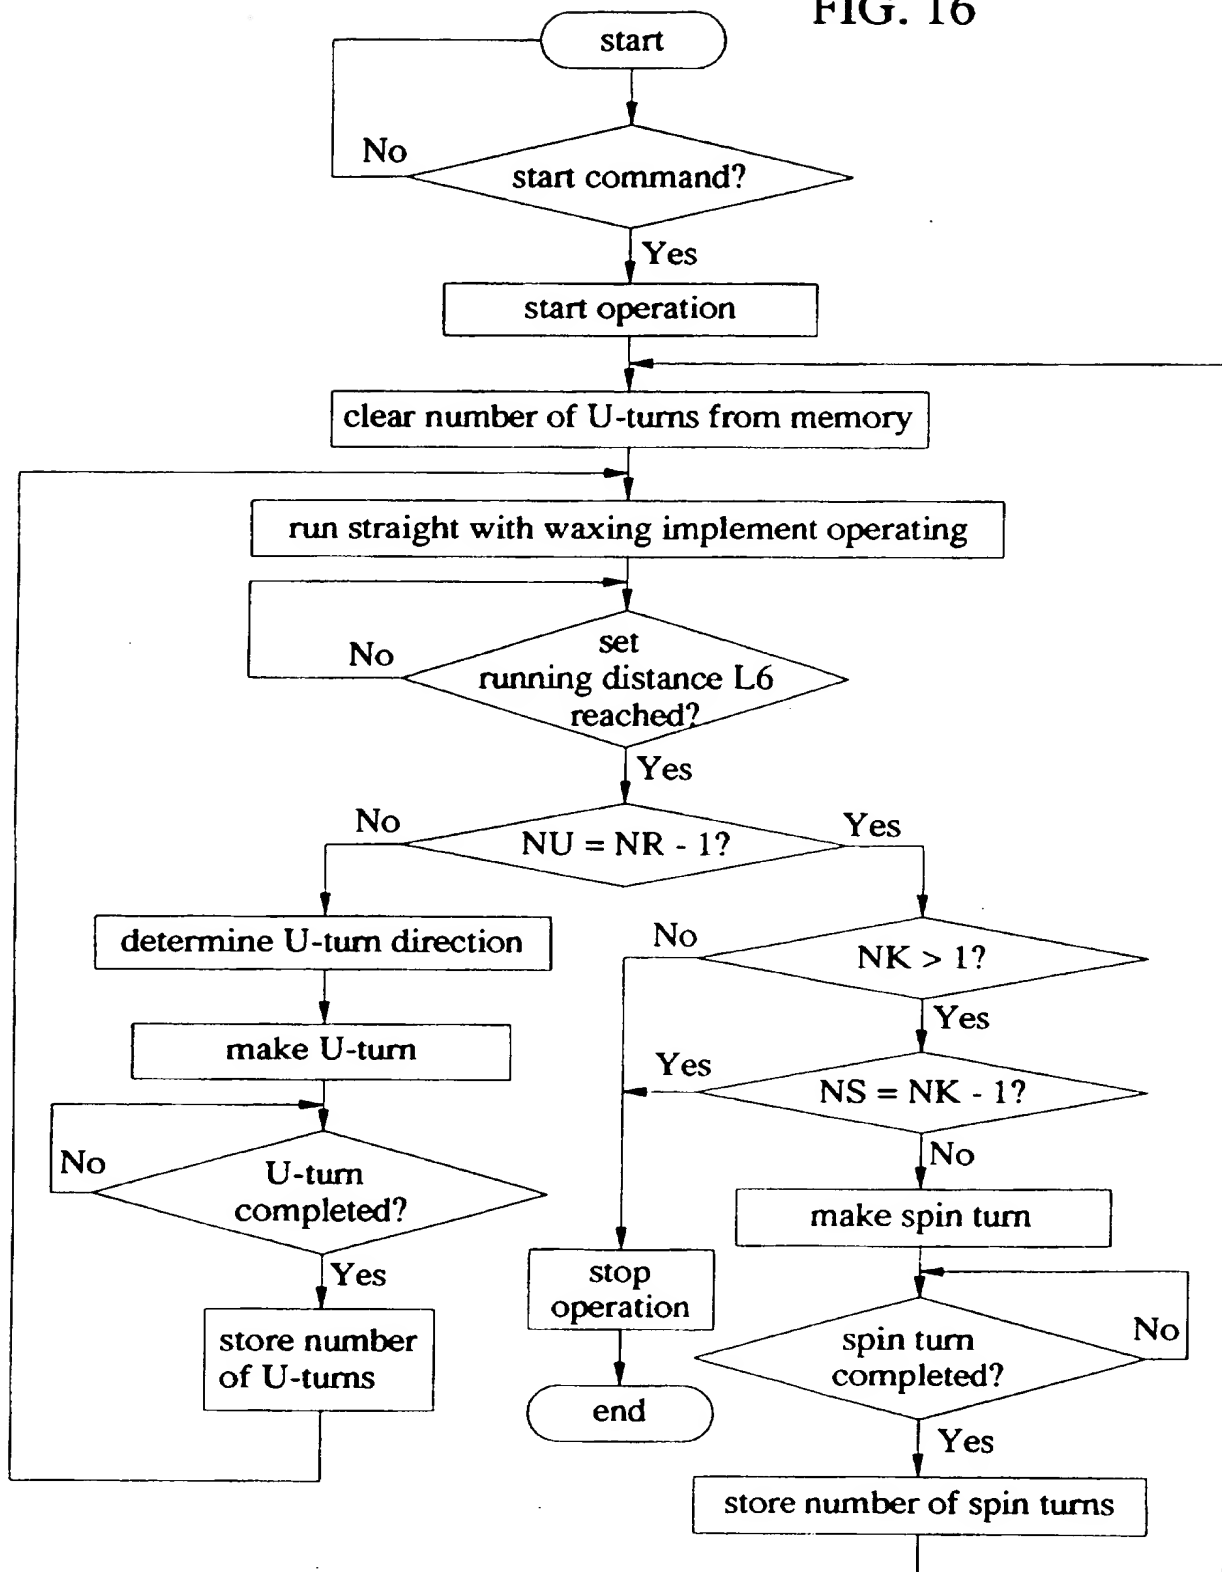 FIG. 16
start
No
start command?
Yes
start operation
clear number of U-turns from memory
run straight with waxing implement operating
No
set
running distance L6
reached?
Yes
No
NU = NR - 1?
Yes
determine U-turn direction
No
NK > 1?
Yes
make U-turn
Yes
NS = NK - 1?
No
No
U-turn
completed?
Yes
make spin turn
stop
operation
No
spin turn
completed?
Yes
store number
of U-turns
end
store number of spin turns